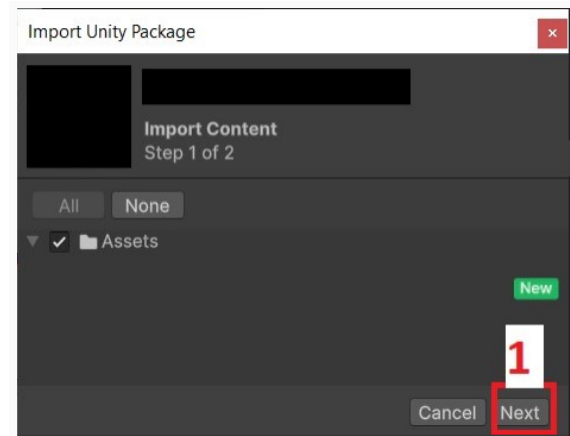 Import Unity Package
Import Content
Step 1 of 2
All None
Assets
New
1
Cancel Next